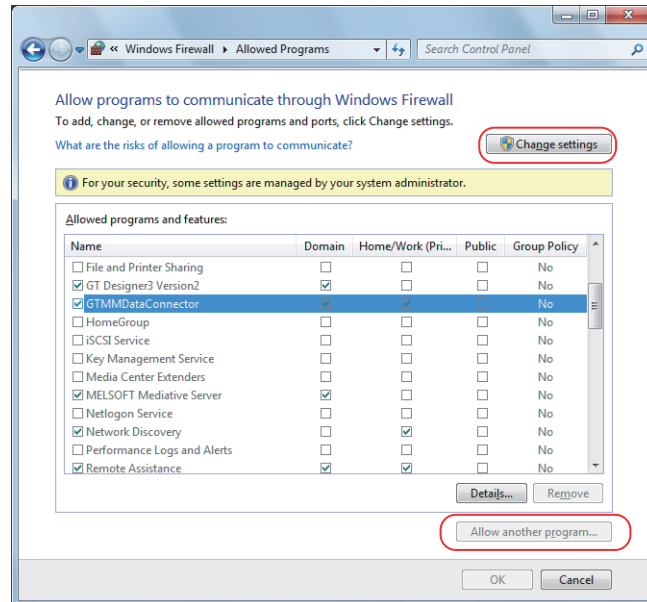 « Windows Firewall ▸ Allowed Programs Search Control Panel
Allow programs to communicate through Windows Firewall
To add, change, or remove allowed programs and ports, click Change settings.
What are the risks of allowing a program to communicate? Change settings
For your security, some settings are managed by your system administrator.
Allowed programs and features:
Name Domain Home/Work (Pri... Public Group Policy
File and Printer Sharing No
GT Designer3 Version2 No
GTMMDataConnector No
HomeGroup No
iSCSI Service No
Key Management Service No
Media Center Extenders No
MELSOFT Mediative Server No
Netlogon Service No
Network Discovery No
Performance Logs and Alerts No
Remote Assistance No
Details... Remove
Allow another program...
OK Cancel